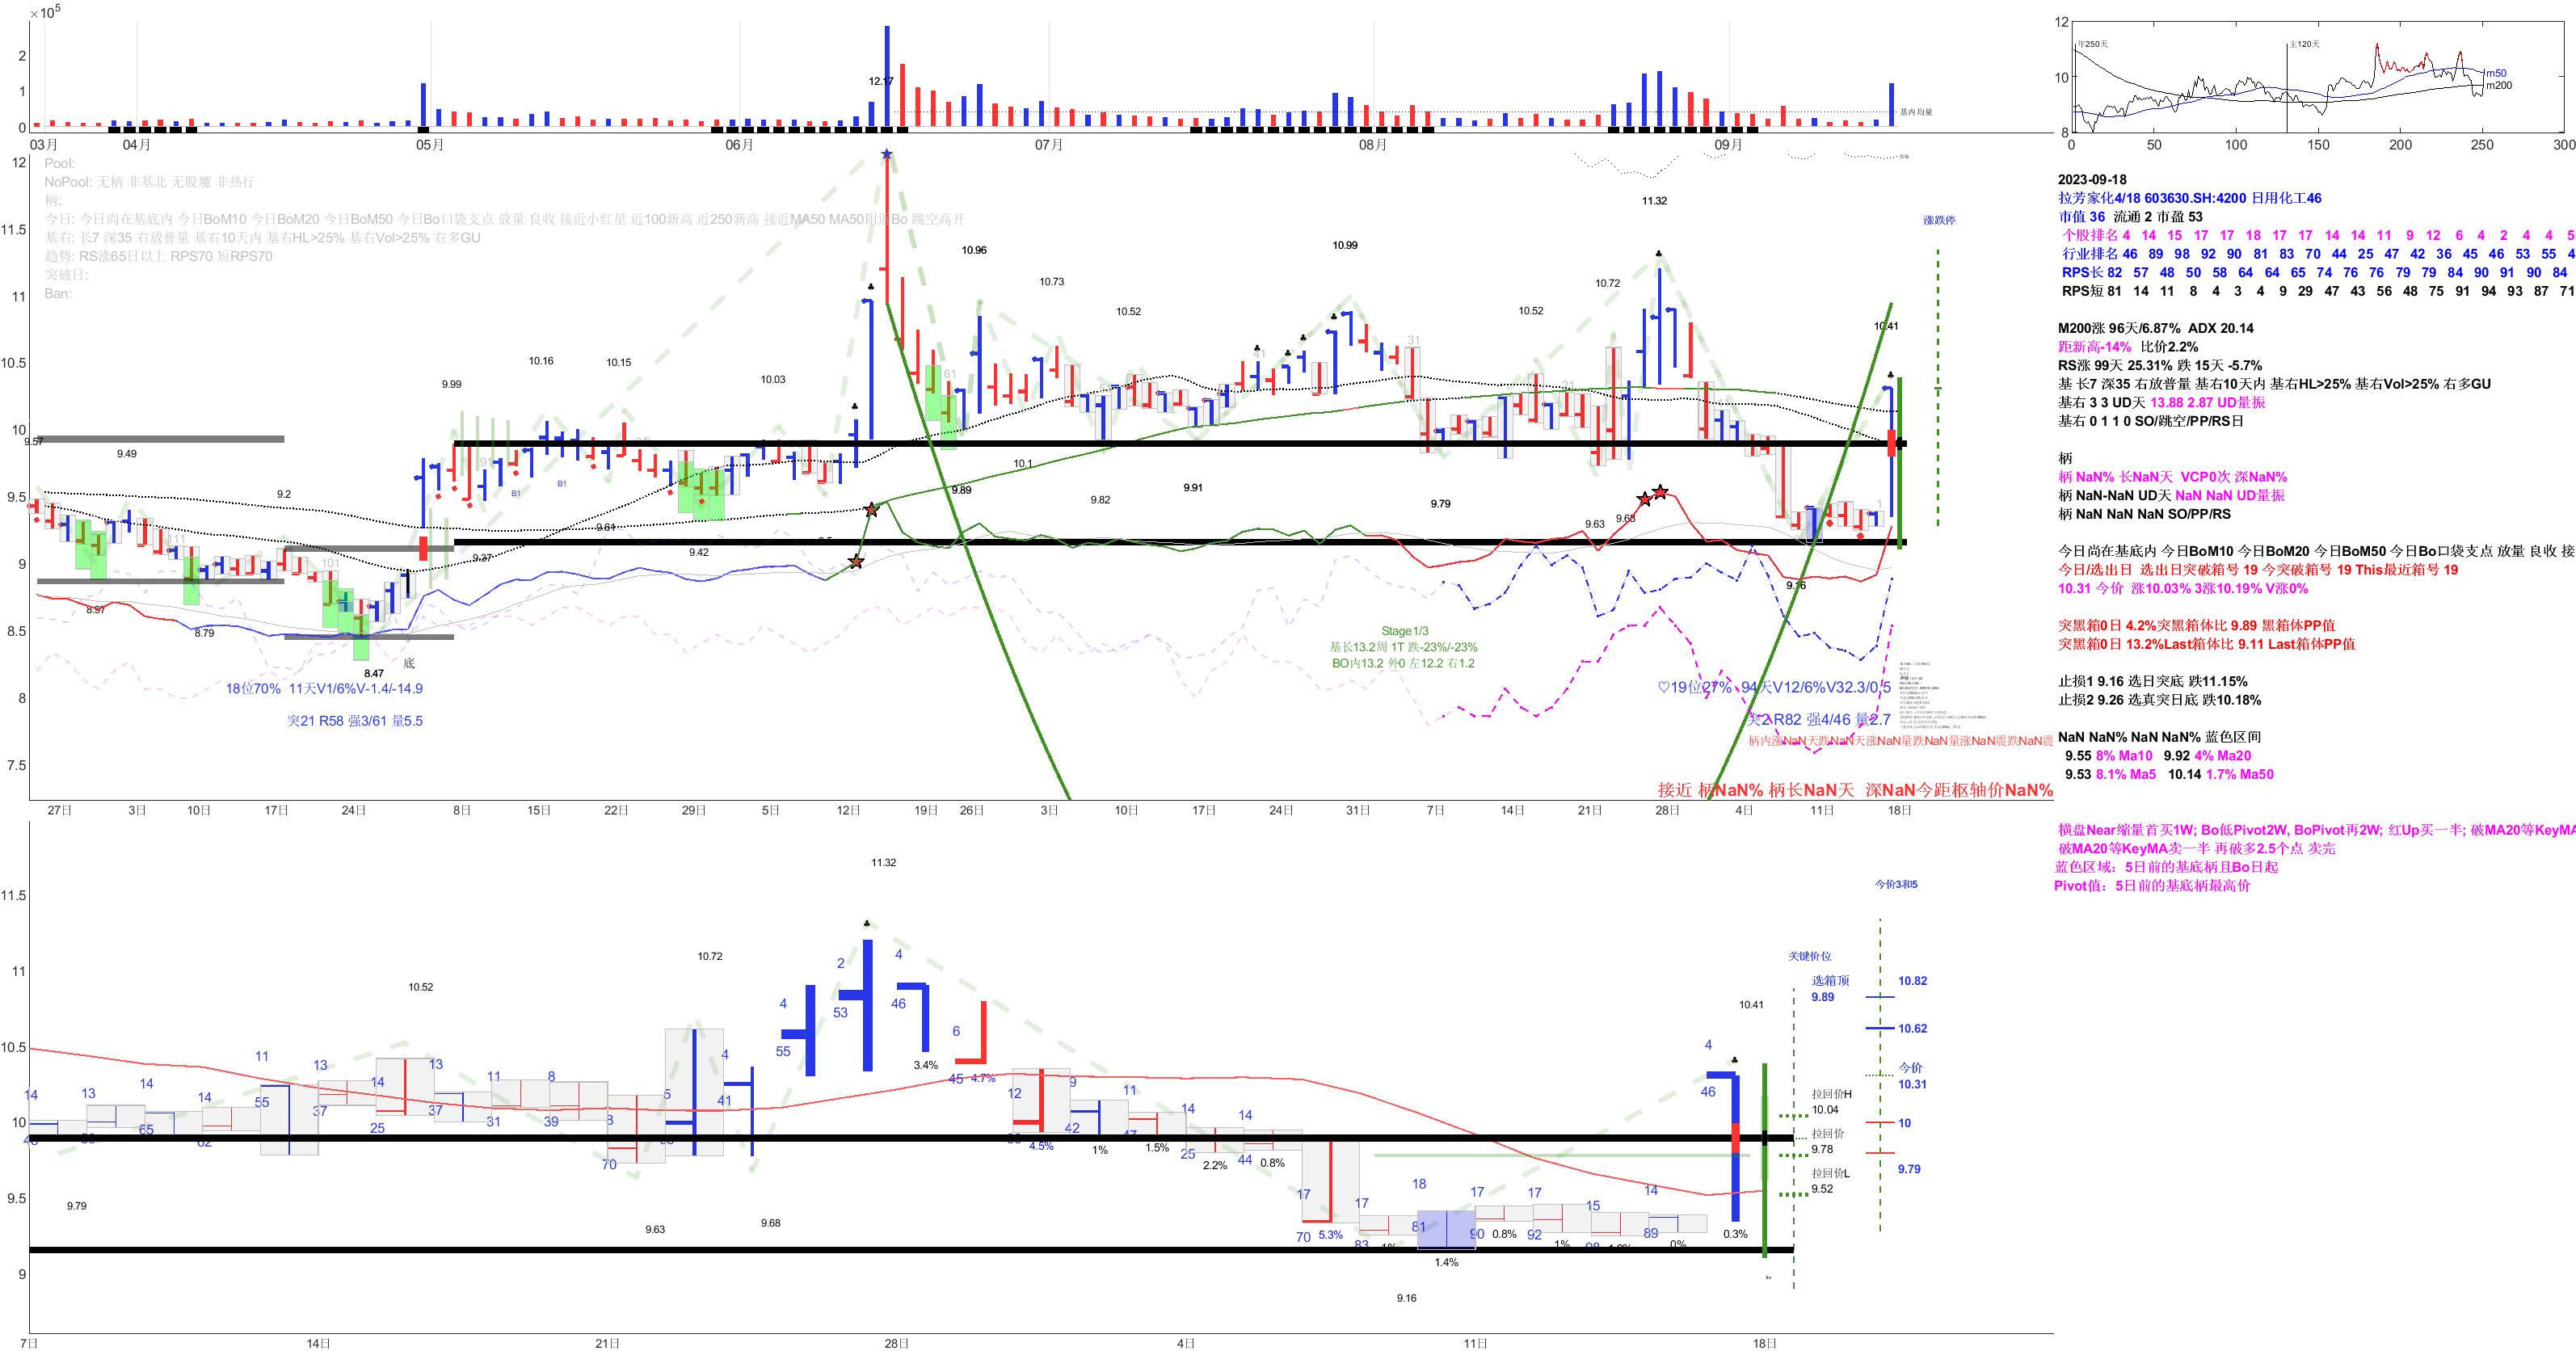 ×10⁵
2
1
0
12.17
基内均量
03月 04月 05月 06月 07月 08月 09月
12
11.5
11
10.5
10
9.5
9
8.5
8
7.5
Pool:
NoPool: 无柄 非基北 无股魔 非热行
柄:
今日: 今日尚在基底内 今日BoM10 今日BoM20 今日BoM50 今日Bo口袋支点 放量 良收 接近小红星 近100新高 近250新高 接近MA50 MA50附近Bo 跳空高开
基右: 长7 深35 右放普量 基右10天内 基右HL>25% 基右Vol>25% 右多GU
趋势: RS涨65日以上 RPS70 短RPS70
突破日:
Ban:
涨跌停
11.32
10.96
10.99
10.73
10.72
10.52
10.52
10.41
9.99
10.16
10.15
10.03
9.57
9.49
9.2
10.1
9.89
9.82
9.91
9.79
9.63
9.68
9.61
9.37
9.42
9.16
8.97
8.79
8.47
底
B1
B1
111
101
91
61
41
31
21
1
18位70% 11天V1/6%V-1.4/-14.9
突21 R58 强3/61 量5.5
Stage1/3
基长13.2周 1T 跌-23%/-23%
BO内13.2 外0 左12.2 右1.2
♡19位27% 94天V12/6%V32.3/0.5
突2 R82 强4/46 量2.7
柄内涨NaN天跌NaN天涨NaN量跌NaN量涨NaN震跌NaN震
接近 柄NaN% 柄长NaN天 深NaN今距枢轴价NaN%
27日 3日 10日 17日 24日 8日 15日 22日 29日 5日 12日 19日 26日 3日 10日 17日 24日 31日 7日 14日 21日 28日 4日 11日 18日
12
10
8
年250天
主120天
m50
m200
0 50 100 150 200 250 300
2023-09-18
拉芳家化4/18 603630.SH:4200 日用化工46
市值 36 流通 2 市盈 53
个股排名 4 14 15 17 17 18 17 17 14 14 11 9 12 6 4 2 4 4 5
行业排名 46 89 98 92 90 81 83 70 44 25 47 42 36 45 46 53 55 4
RPS长 82 57 48 50 58 64 64 65 74 76 76 79 79 84 90 91 90 84
RPS短 81 14 11 8 4 3 4 9 29 47 43 56 48 75 91 94 93 87 71
M200涨 96天/6.87% ADX 20.14
距新高-14% 比价2.2%
RS涨 99天 25.31% 跌 15天 -5.7%
基 长7 深35 右放普量 基右10天内 基右HL>25% 基右Vol>25% 右多GU
基右 3 3 UD天 13.88 2.87 UD量振
基右 0 1 1 0 SO/跳空/PP/RS日
柄
柄 NaN% 长NaN天 VCP0次 深NaN%
柄 NaN-NaN UD天 NaN NaN UD量振
柄 NaN NaN NaN SO/PP/RS
今日尚在基底内 今日BoM10 今日BoM20 今日BoM50 今日Bo口袋支点 放量 良收 接
今日/选出日 选出日突破箱号 19 今突破箱号 19 This最近箱号 19
10.31 今价 涨10.03% 3涨10.19% V涨0%
突黑箱0日 4.2%突黑箱体比 9.89 黑箱体PP值
突黑箱0日 13.2%Last箱体比 9.11 Last箱体PP值
止损1 9.16 选日突底 跌11.15%
止损2 9.26 选真突日底 跌10.18%
NaN NaN% NaN NaN% 蓝色区间
9.55 8% Ma10 9.92 4% Ma20
9.53 8.1% Ma5 10.14 1.7% Ma50
横盘Near缩量首买1W; Bo低Pivot2W, BoPivot再2W; 红Up买一半; 破MA20等KeyMA
破MA20等KeyMA卖一半 再破多2.5个点 卖完
蓝色区域: 5日前的基底柄且Bo日起
Pivot值: 5日前的基底柄最高价
11.5
11
10.5
10
9.5
9
11.32
10.72
10.52
10.41
9.79
9.63
9.68
9.16
14 13 14 14 11 13 14 13 11 8 4 4 2 4 6 12 9 11 14 14 17 17 18 17 17 15 14 4
65 62 55 37 25 37 31 39 70 41 55 53 46 45 42 47 25 44 70 83 81 90 92 89 46
3.4% 4.7% 4.5% 1% 1.5% 2.2% 0.8% 5.3% 1.4% 0.8% 1% 0% 0.3%
今价3和5
关键价位
选箱顶
9.89
10.82
10.62
今价
10.31
拉回价H
10.04
10
拉回价
9.78
9.79
拉回价L
9.52
7日 14日 21日 28日 4日 11日 18日